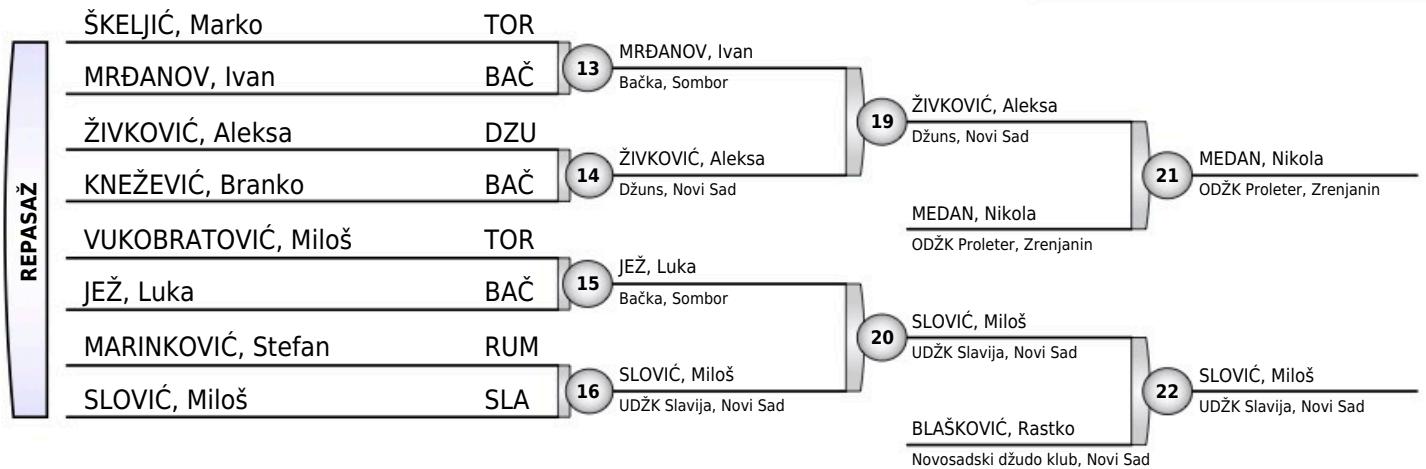 REPASAŽ
ŠKELJIĆ, Marko TOR
MRĐANOV, Ivan BAČ
ŽIVKOVIĆ, Aleksa DZU
KNEŽEVIĆ, Branko BAČ
VUKOBRATOVIĆ, Miloš TOR
JEŽ, Luka BAČ
MARINKOVIĆ, Stefan RUM
SLOVIĆ, Miloš SLA
13
MRĐANOV, Ivan
Bačka, Sombor
14
ŽIVKOVIĆ, Aleksa
Džuns, Novi Sad
15
JEŽ, Luka
Bačka, Sombor
16
SLOVIĆ, Miloš
UDŽK Slavija, Novi Sad
19
ŽIVKOVIĆ, Aleksa
Džuns, Novi Sad
MEDAN, Nikola
ODŽK Proleter, Zrenjanin
20
SLOVIĆ, Miloš
UDŽK Slavija, Novi Sad
BLAŠKOVIĆ, Rastko
Novosadski džudo klub, Novi Sad
21
MEDAN, Nikola
ODŽK Proleter, Zrenjanin
22
SLOVIĆ, Miloš
UDŽK Slavija, Novi Sad